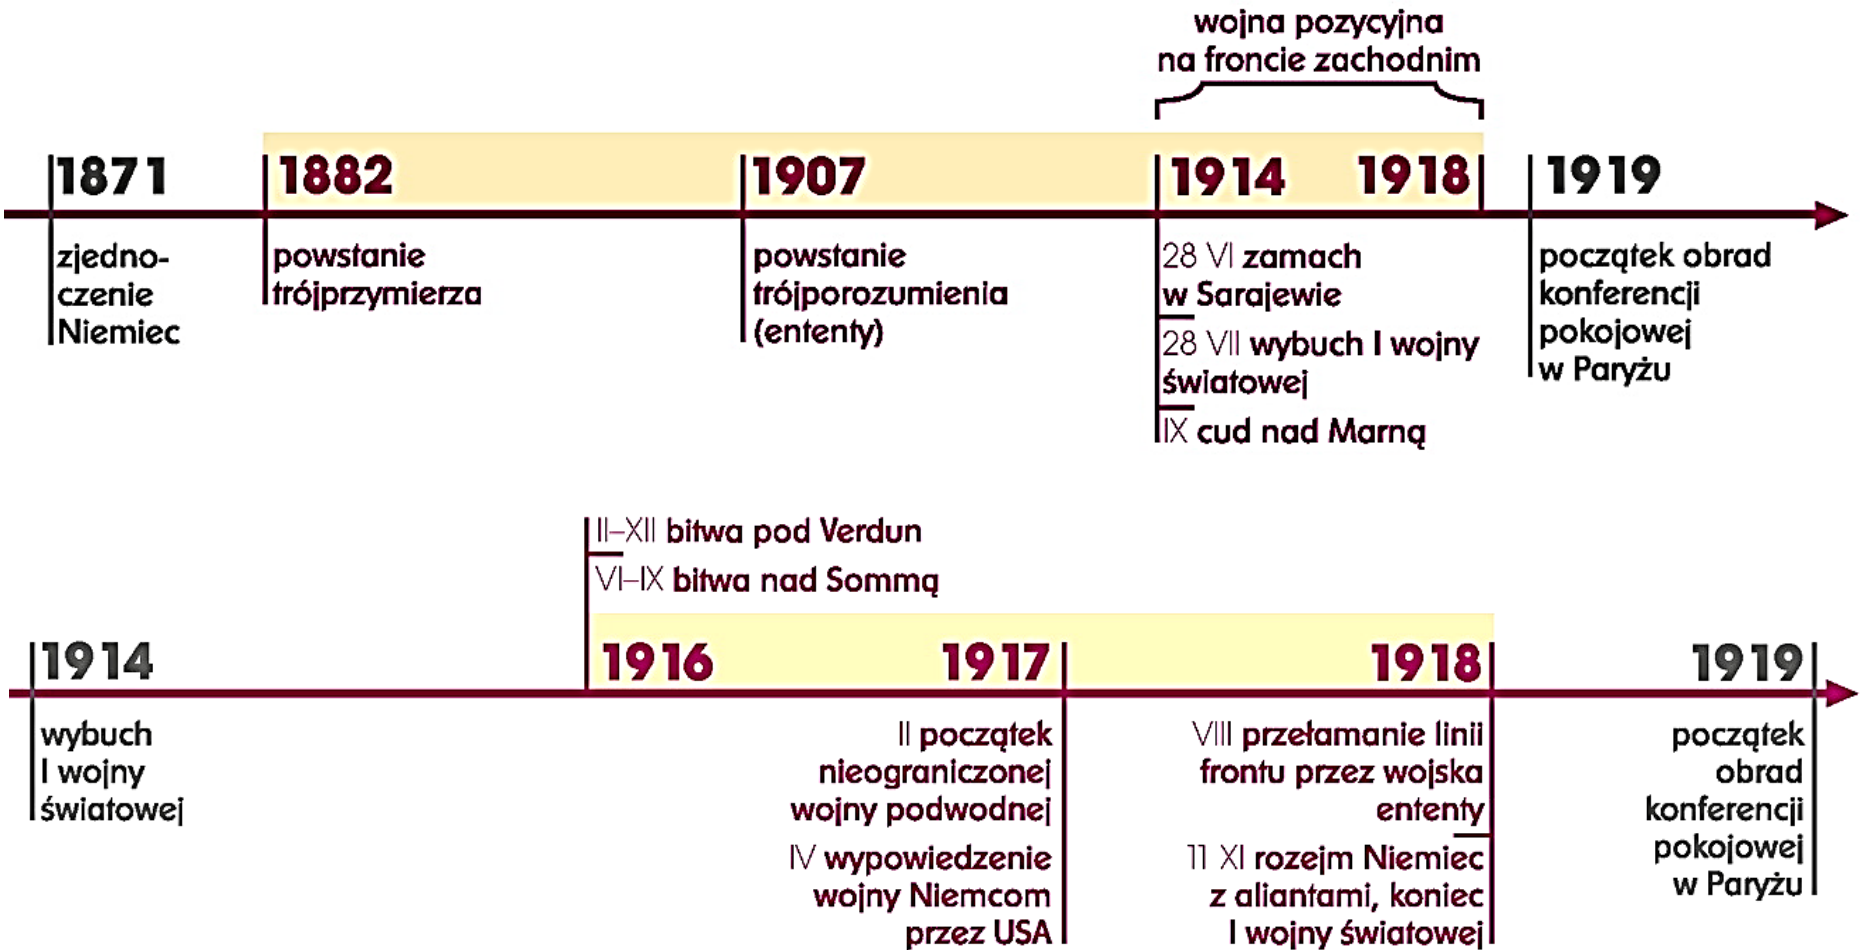 wojna pozycyjna
na froncie zachodnim
1871
1882
1907
1914
1918
1919
zjedno-
czenie
Niemiec
powstanie
trójprzymierza
powstanie
trójporozumienia
(ententy)
28 VI zamach
w Sarajewie
28 VII wybuch I wojny
światowej
IX cud nad Marną
początek obrad
konferencji
pokojowej
w Paryżu
II–XII bitwa pod Verdun
VI–IX bitwa nad Sommą
1914
1916
1917
1918
1919
wybuch
I wojny
światowej
II początek
nieograniczonej
wojny podwodnej
IV wypowiedzenie
wojny Niemcom
przez USA
VIII przełamanie linii
frontu przez wojska
ententy
11 XI rozejm Niemiec
z aliantami, koniec
I wojny światowej
początek
obrad
konferencji
pokojowej
w Paryżu